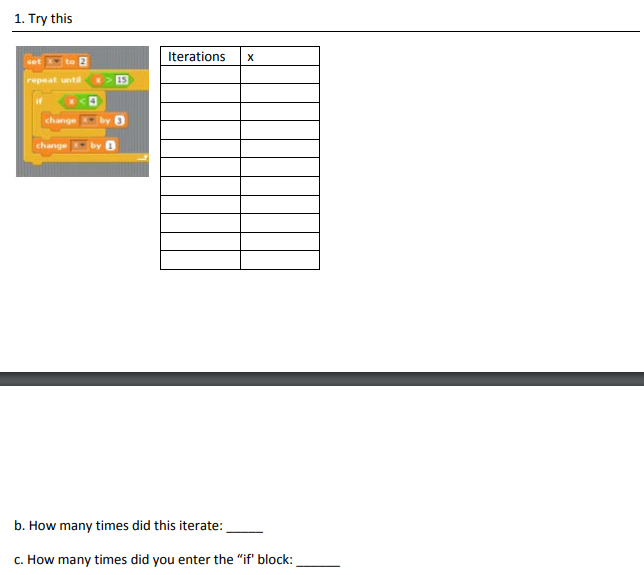 1. Try this
set x to 2
repeat until x > 15
if x < 4
change x by 3
change x by 1
Iterations x
b. How many times did this iterate: _____
c. How many times did you enter the “if' block: ______